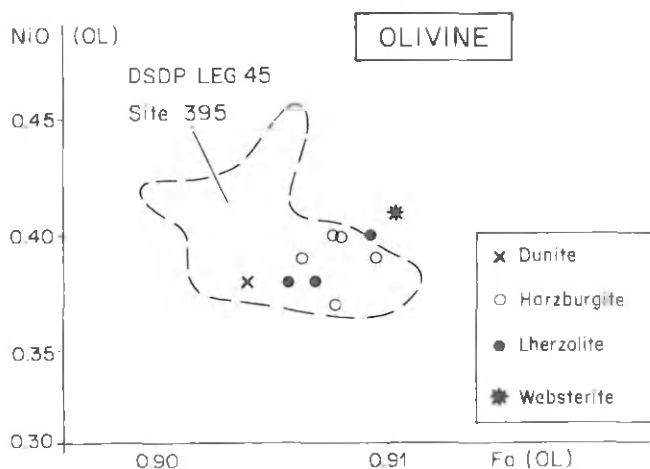 NiO (OL)
OLIVINE
DSDP LEG 45
Site 395
0.45
0.40
0.35
0.30
× Dunite
○ Harzburgite
● Lherzolite
✸ Websterite
0.90
0.91
Fo (OL)